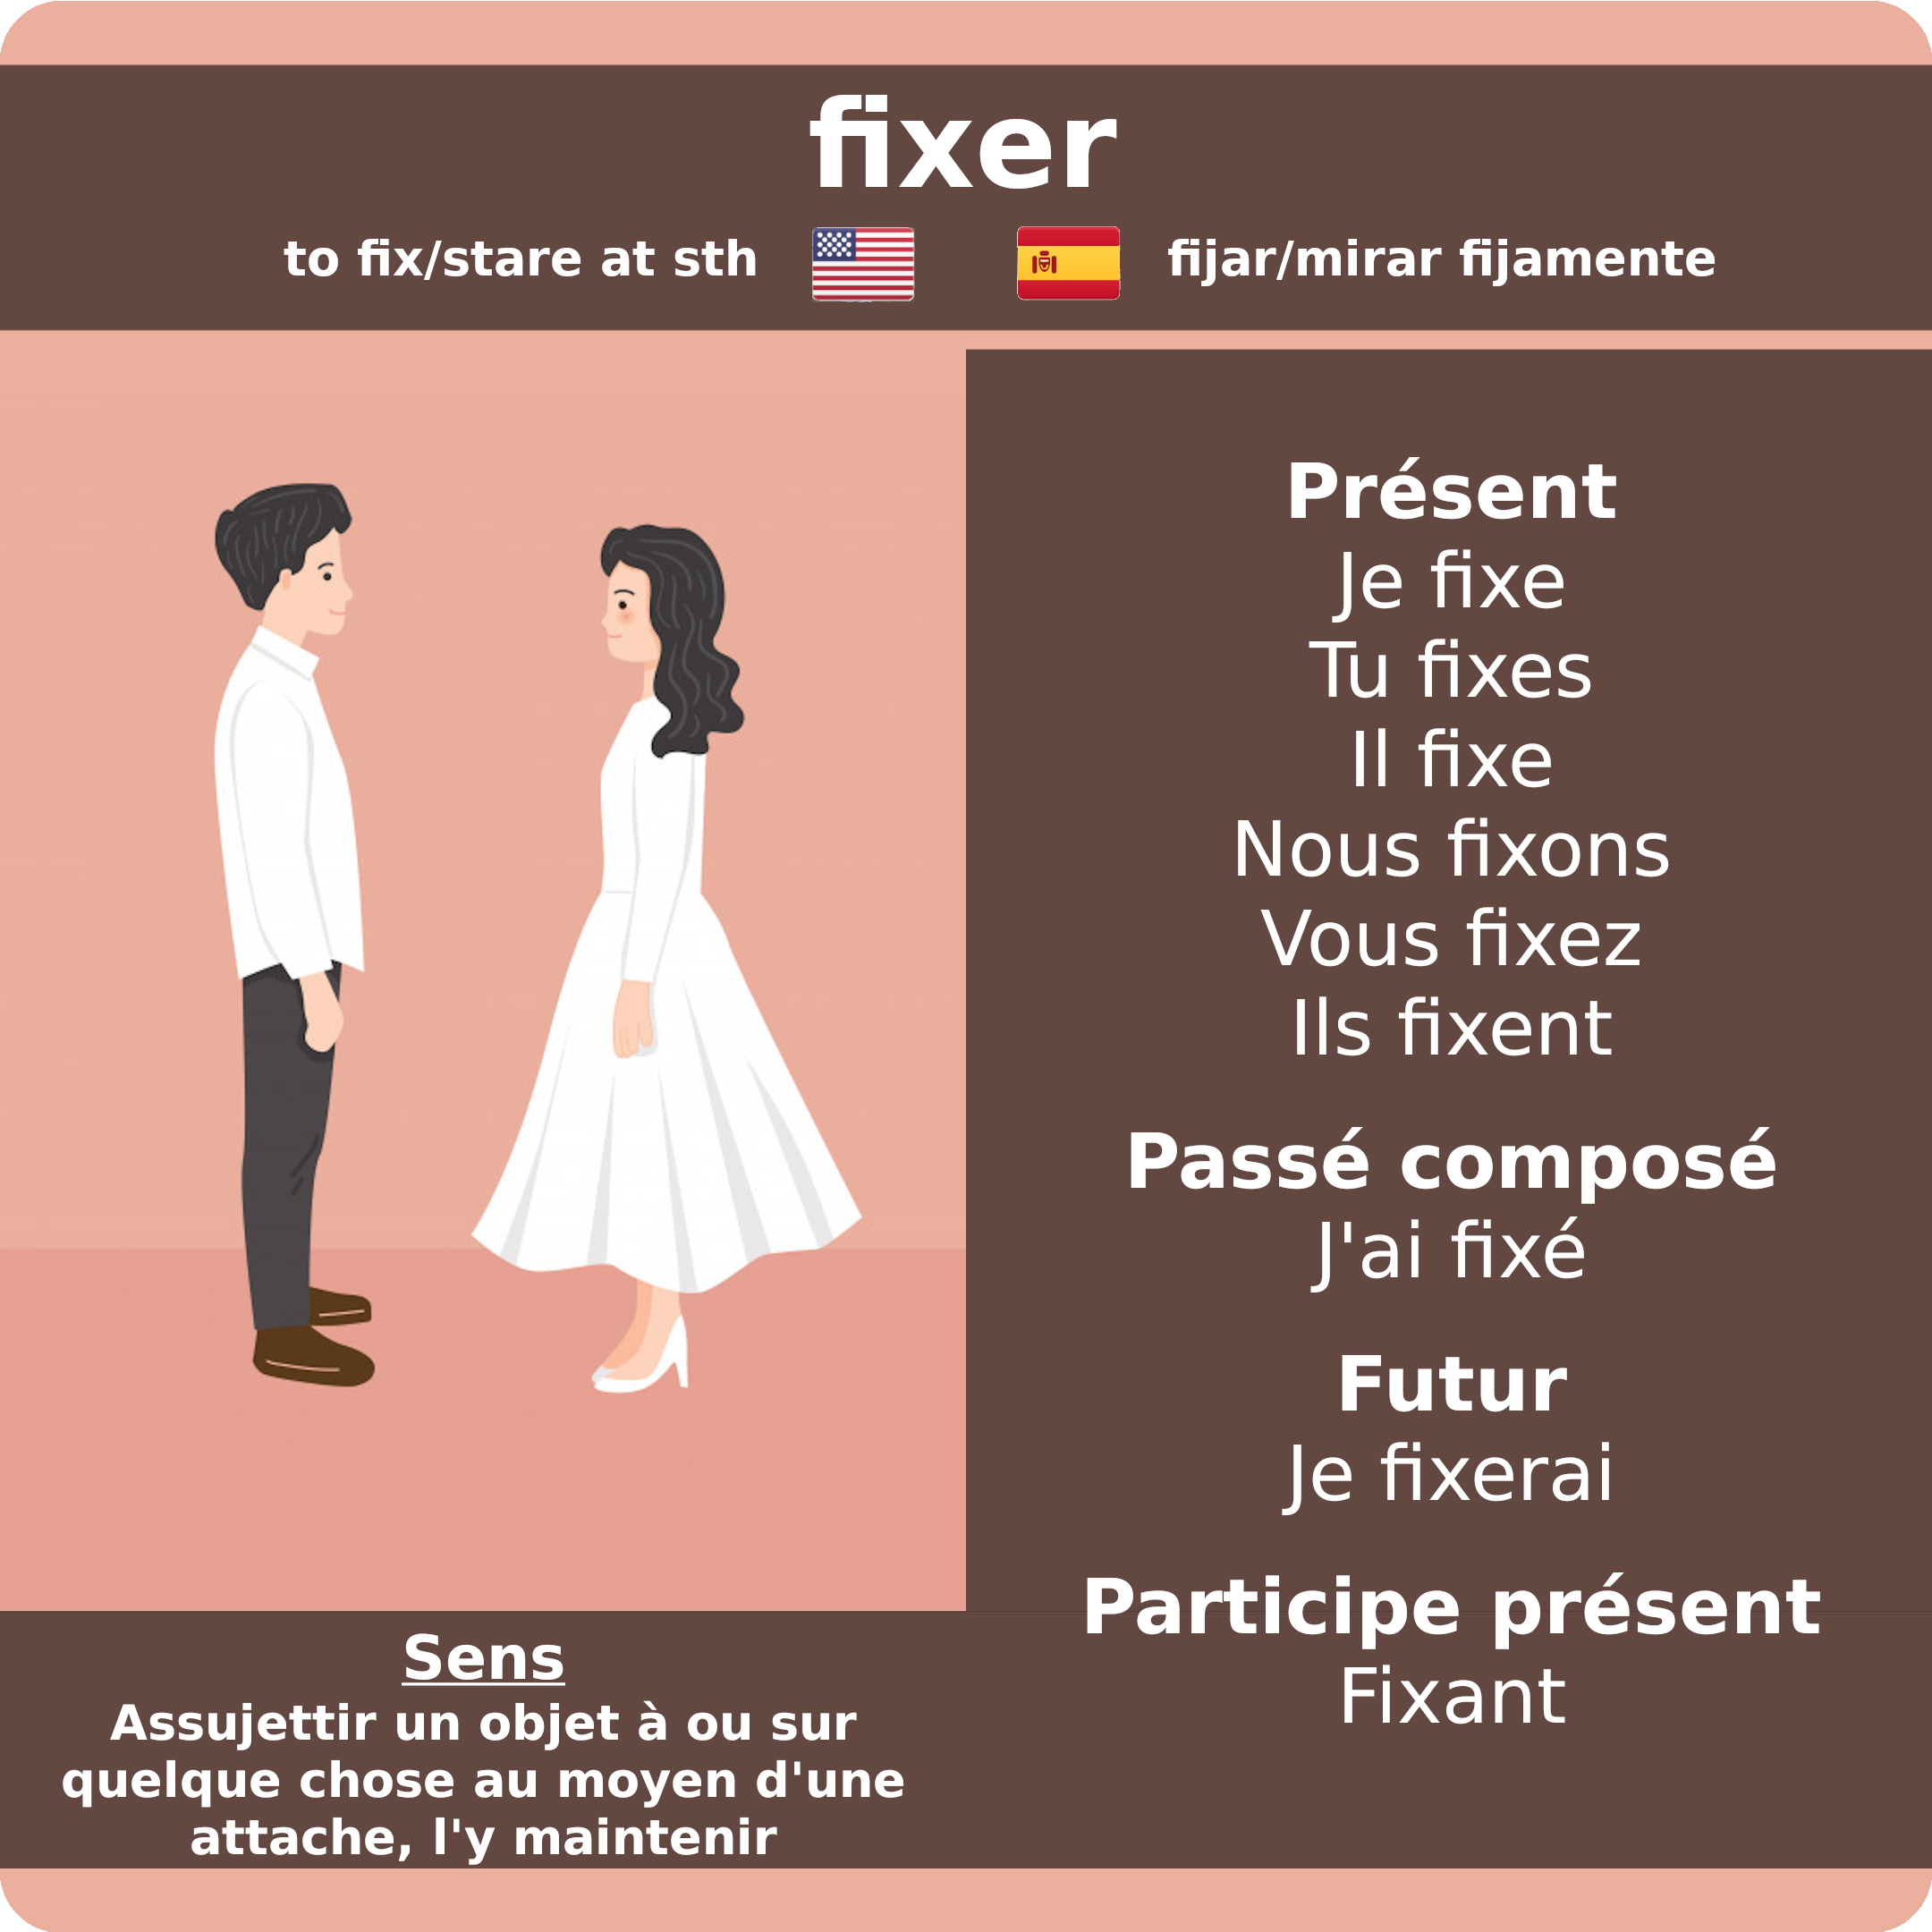 fixer
to fix/stare at sth
fijar/mirar fijamente
Présent
Je fixe
Tu fixes
Il fixe
Nous fixons
Vous fixez
Ils fixent
Passé composé
J'ai fixé
Futur
Je fixerai
Participe présent
Fixant
Sens
Assujettir un objet à ou sur
quelque chose au moyen d'une
attache, l'y maintenir